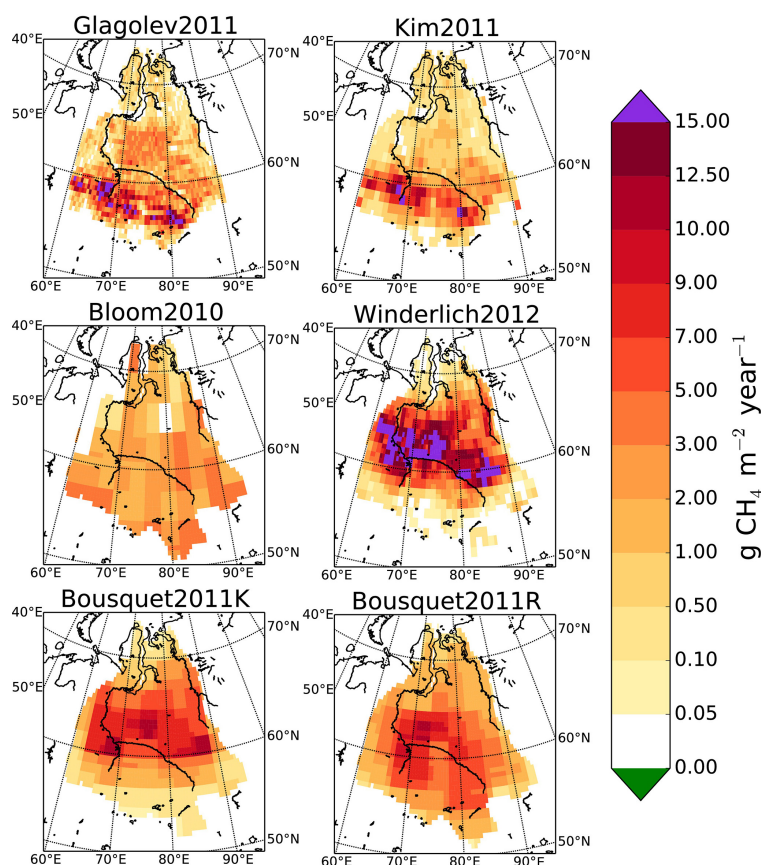 Glagolev2011
Kim2011
40°E
70°N
40°E
70°N
50°E
50°E
60°N
60°N
50°N
50°N
60°E
70°E
80°E
90°E
60°E
70°E
80°E
90°E
Bloom2010
Winderlich2012
40°E
70°N
40°E
70°N
50°E
50°E
60°N
60°N
50°N
50°N
60°E
70°E
80°E
90°E
60°E
70°E
80°E
90°E
Bousquet2011K
Bousquet2011R
40°E
70°N
40°E
70°N
50°E
50°E
60°N
60°N
50°N
50°N
60°E
70°E
80°E
90°E
60°E
70°E
80°E
90°E
15.00
12.50
10.00
9.00
7.00
5.00
3.00
2.00
1.00
0.50
0.10
0.05
0.00
g CH₄ m⁻² year⁻¹